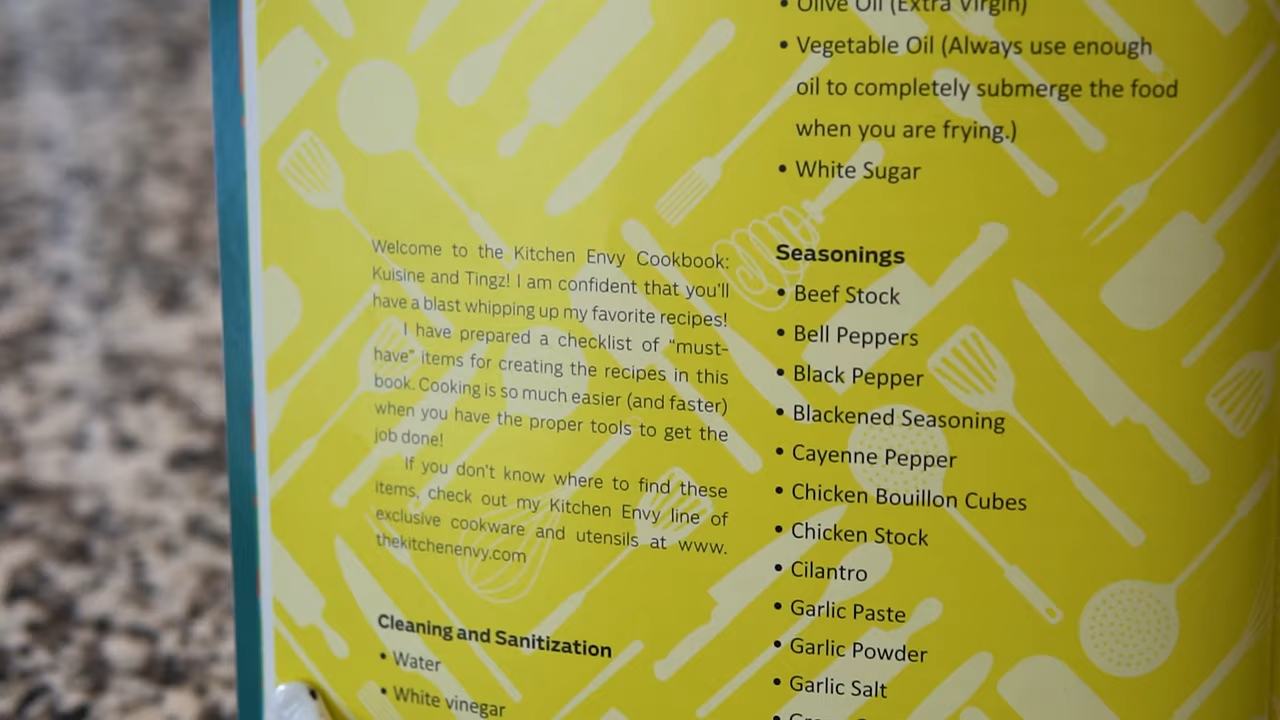 Welcome to the Kitchen Envy Cookbook:
Kuisine and Tingz! I am confident that you'll
have a blast whipping up my favorite recipes!
I have prepared a checklist of "must-
have" items for creating the recipes in this
book. Cooking is so much easier (and faster)
when you have the proper tools to get the
job done!
If you don't know where to find these
items, check out my Kitchen Envy line of
exclusive cookware and utensils at www.
thekitchenenvy.com
Cleaning and Sanitization
• Water
• White vinegar
• Olive Oil (Extra Virgin)
• Vegetable Oil (Always use enough
oil to completely submerge the food
when you are frying.)
• White Sugar
Seasonings
• Beef Stock
• Bell Peppers
• Black Pepper
• Blackened Seasoning
• Cayenne Pepper
• Chicken Bouillon Cubes
• Chicken Stock
• Cilantro
• Garlic Paste
• Garlic Powder
• Garlic Salt